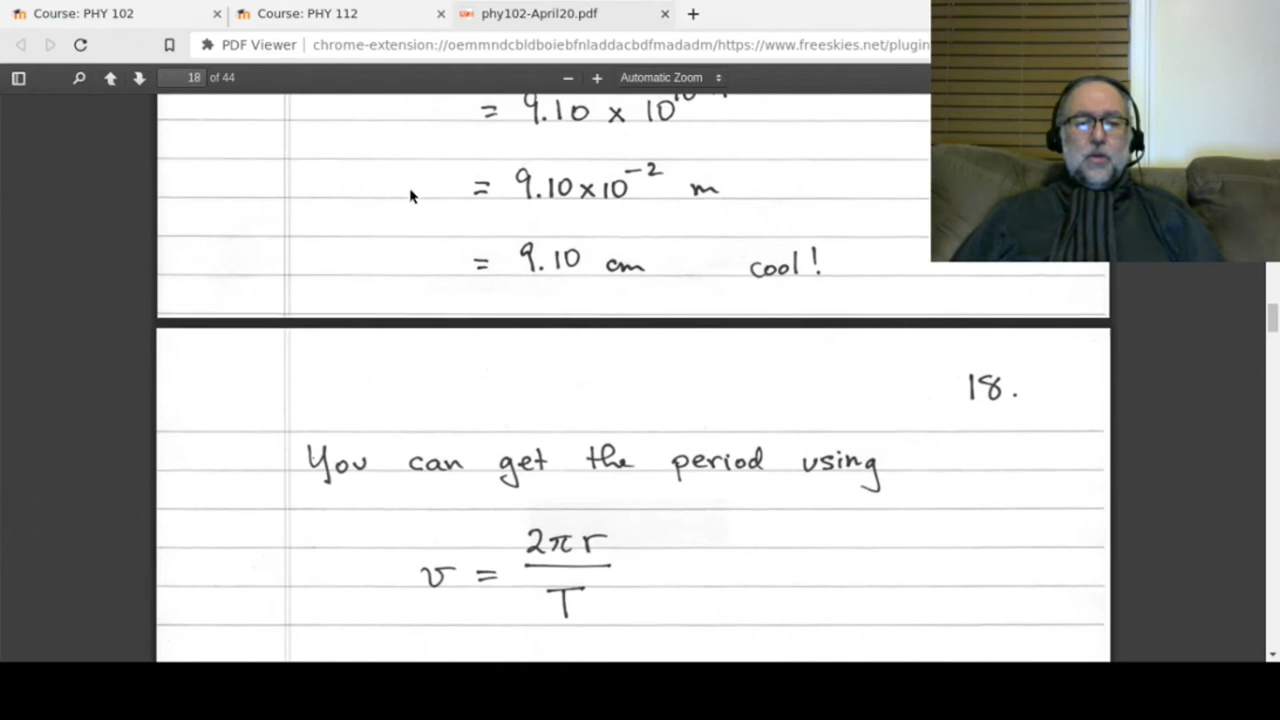 Course: PHY 102
Course: PHY 112
phy102-April20.pdf
PDF Viewer chrome-extension://oemmndcbldboiebfnladdacbdfmadadm/https://www.freeskies.net/plugin
18 of 44
Automatic Zoom
= 9.10 x 10
= 9.10 x 10⁻² m
= 9.10 cm cool!
18.
You can get the period using
v = 2πr / T